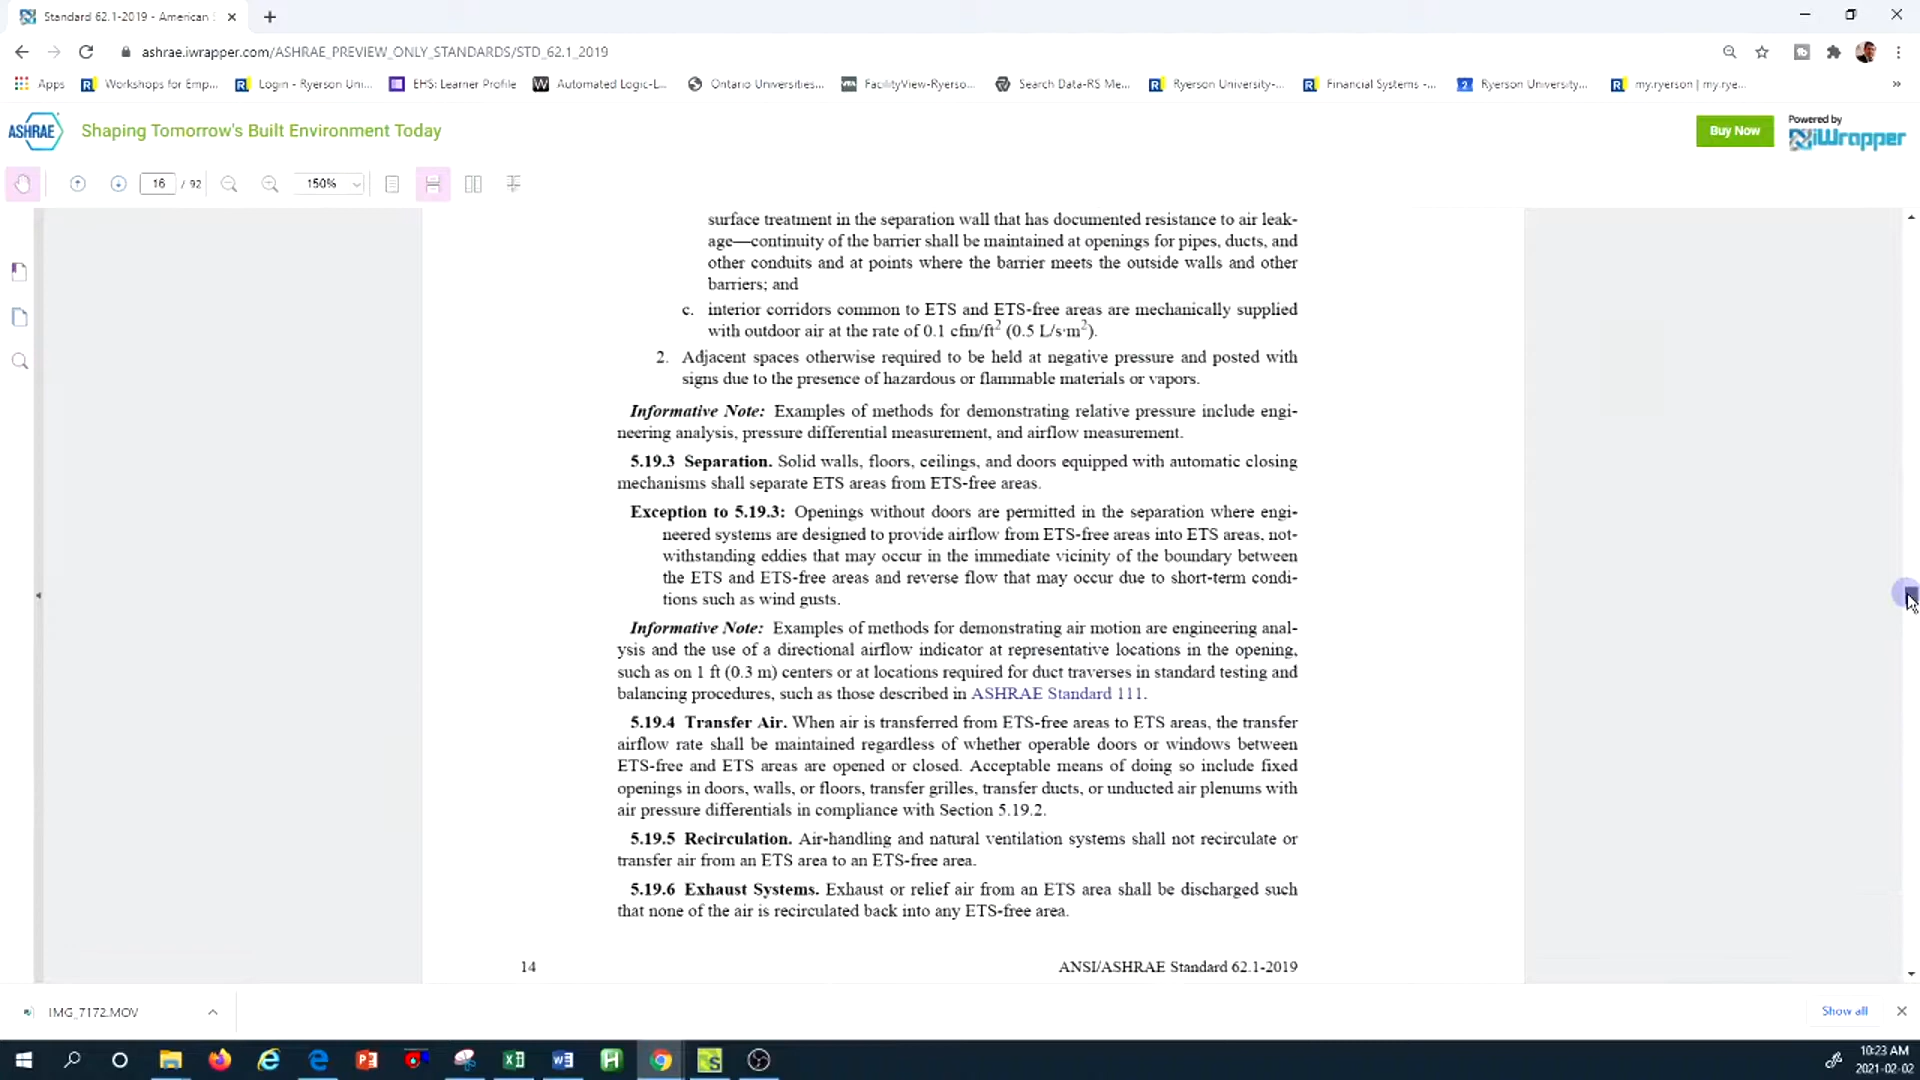 Standard 62.1-2019 - American
ashrae.iwrapper.com/ASHRAE_PREVIEW_ONLY_STANDARDS/STD_62.1_2019
Apps Workshops for Emp... Login - Ryerson Uni... EHS: Learner Profile Automated Logic-L... Ontario Universities... FacilityView-Ryerso... Search Data-RS Me... Ryerson University-... Financial Systems -... Ryerson University... my.ryerson | my.rye... »
ASHRAE Shaping Tomorrow's Built Environment Today Buy Now Powered by
iWrapper
16 / 92 150%
surface treatment in the separation wall that has documented resistance to air leak-
age—continuity of the barrier shall be maintained at openings for pipes, ducts, and
other conduits and at points where the barrier meets the outside walls and other
barriers; and
c. interior corridors common to ETS and ETS-free areas are mechanically supplied
with outdoor air at the rate of 0.1 cfm/ft² (0.5 L/s·m²).
2. Adjacent spaces otherwise required to be held at negative pressure and posted with
signs due to the presence of hazardous or flammable materials or vapors.
Informative Note: Examples of methods for demonstrating relative pressure include engi-
neering analysis, pressure differential measurement, and airflow measurement.
5.19.3 Separation. Solid walls, floors, ceilings, and doors equipped with automatic closing
mechanisms shall separate ETS areas from ETS-free areas.
Exception to 5.19.3: Openings without doors are permitted in the separation where engi-
neered systems are designed to provide airflow from ETS-free areas into ETS areas, not-
withstanding eddies that may occur in the immediate vicinity of the boundary between
the ETS and ETS-free areas and reverse flow that may occur due to short-term condi-
tions such as wind gusts.
Informative Note: Examples of methods for demonstrating air motion are engineering anal-
ysis and the use of a directional airflow indicator at representative locations in the opening,
such as on 1 ft (0.3 m) centers or at locations required for duct traverses in standard testing and
balancing procedures, such as those described in ASHRAE Standard 111.
5.19.4 Transfer Air. When air is transferred from ETS-free areas to ETS areas, the transfer
airflow rate shall be maintained regardless of whether operable doors or windows between
ETS-free and ETS areas are opened or closed. Acceptable means of doing so include fixed
openings in doors, walls, or floors, transfer grilles, transfer ducts, or unducted air plenums with
air pressure differentials in compliance with Section 5.19.2.
5.19.5 Recirculation. Air-handling and natural ventilation systems shall not recirculate or
transfer air from an ETS area to an ETS-free area.
5.19.6 Exhaust Systems. Exhaust or relief air from an ETS area shall be discharged such
that none of the air is recirculated back into any ETS-free area.
14 ANSI/ASHRAE Standard 62.1-2019
IMG_7172.MOV Show all
10:23 AM
2021-02-02